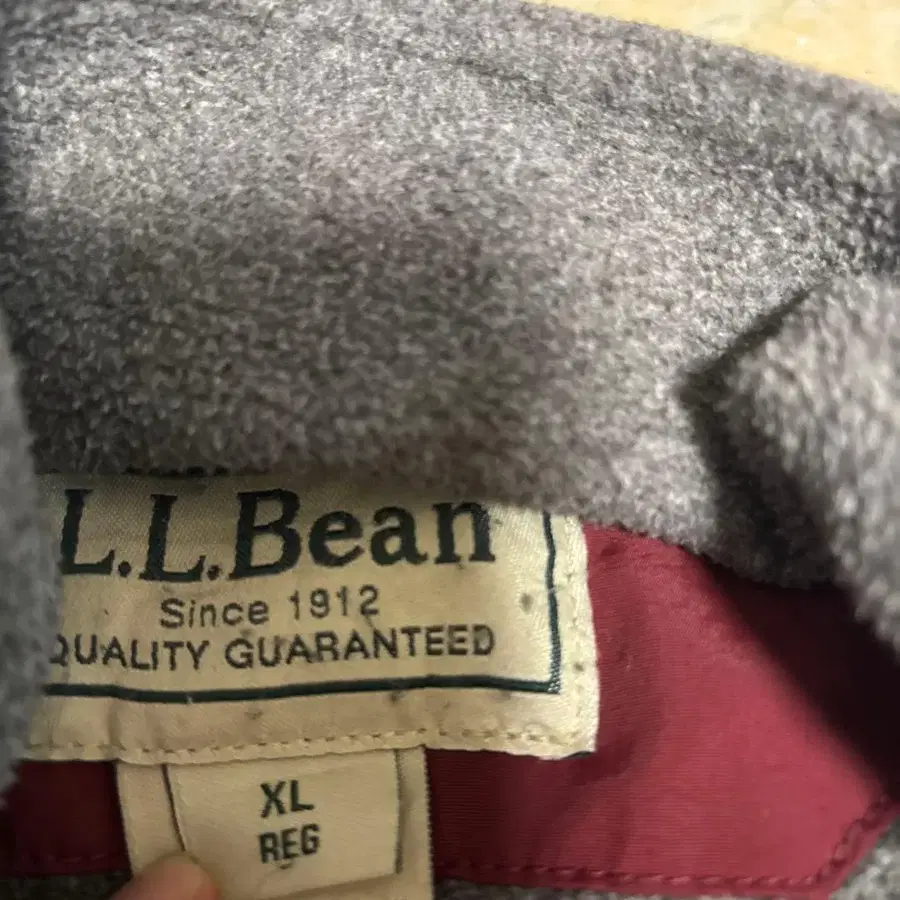 L.L.Bean
Since 1912
QUALITY GUARANTEED
XL
REG